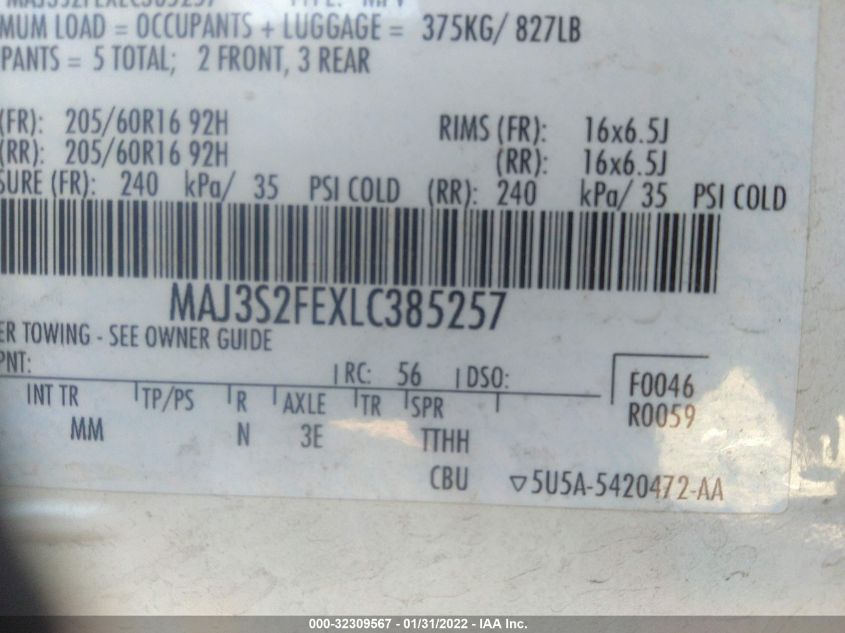 MAJ3S2FEXLC385257 TYPE: MPV
MUM LOAD = OCCUPANTS + LUGGAGE = 375KG/ 827LB
PANTS = 5 TOTAL; 2 FRONT, 3 REAR
(FR): 205/60R16 92H RIMS (FR): 16x6.5J
(RR): 205/60R16 92H (RR): 16x6.5J
SURE (FR): 240 kPa/ 35 PSI COLD (RR): 240 kPa/ 35 PSI COLD
MAJ3S2FEXLC385257
ER TOWING - SEE OWNER GUIDE
PNT: RC: 56 DSO: F0046
INT TR TP/PS R AXLE TR SPR R0059
MM N 3E TTHH
CBU ▽5U5A-5420472-AA
000-32309567 - 01/31/2022 - IAA Inc.